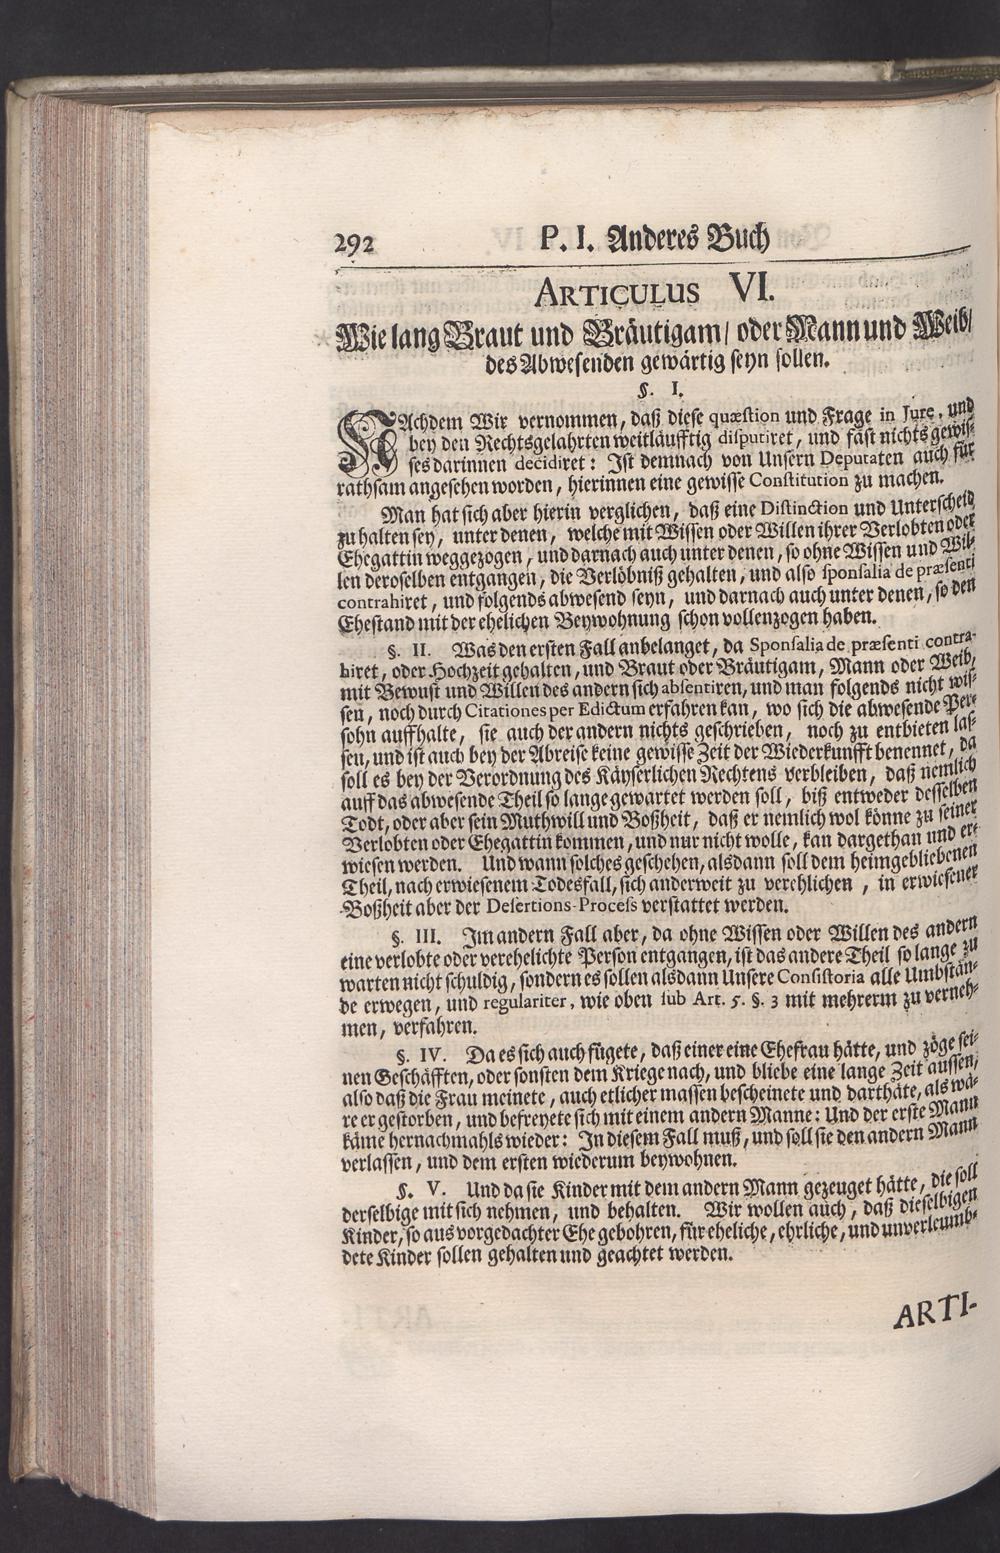 292 P. I. Anderes Buch
ARTICULUS VI.
Wie lang Braut und Bräutigam/ oder Mann und Weib/
des Abwesenden gewärtig seyn sollen.
§. I.
NAchdem Wir vernommen, daß diese quæstion und Frage in Jure, und
bey den Rechtsgelahrten weitläufftig disputiret, und fast nichts gewis-
ses darinnen decidiret: Ist demnach von Unsern Deputaten auch für
rathsam angesehen worden, hierinnen eine gewisse Constitution zu machen.
Man hat sich aber hierin verglichen, daß eine Distinction und Unterscheid
zu halten sey, unter denen, welche mit Wissen oder Willen ihrer Verlobten oder
Ehegattin weggezogen, und darnach auch unter denen, so ohne Wissen und Wil-
len deroselben entgangen, die Verlöbniß gehalten, und also sponsalia de præsenti
contrahiret, und folgends abwesend seyn, und darnach auch unter denen, so den
Ehestand mit der ehelichen Beywohnung schon vollenzogen haben.
§. II. Was den ersten Fall anbelanget, da Sponsalia de præsenti contra-
hiret, oder Hochzeit gehalten, und Braut oder Bräutigam, Mann oder Weib,
mit Bewust und Willen des andern sich absentiren, und man folgends nicht wis-
sen, noch durch Citationes per Edictum erfahren kan, wo sich die abwesende Per-
sohn auffhalte, sie auch der andern nichts geschrieben, noch zu entbieten las-
sen, und ist auch bey der Abreise keine gewisse Zeit der Wiederkunfft benennet, da
soll es bey der Verordnung des Käyserlichen Rechtens verbleiben, daß nemlich
auff das abwesende Theil so lange gewartet werden soll, biß entweder desselben
Todt, oder aber sein Muthwill und Boßheit, daß er nemlich wol könne zu seiner
Verlobten oder Ehegattin kommen, und nur nicht wolle, kan dargethan und er-
wiesen werden. Und wann solches geschehen, alsdann soll dem heimgebliebenen
Theil, nach erwiesenem Todesfall, sich anderweit zu verehlichen, in erwiesener
Boßheit aber der Desertions-Process verstattet werden.
§. III. Im andern Fall aber, da ohne Wissen oder Willen des andern
eine verlobte oder verehelichte Person entgangen, ist das andere Theil so lange zu
warten nicht schuldig, sondern es sollen alsdann Unsere Consistoria alle Umbstän-
de erwegen, und regulariter, wie oben sub Art. 5. §. 3 mit mehrerm zu verneh-
men, verfahren.
§. IV. Da es sich auch fügete, daß einer eine Ehefrau hätte, und zöge sei-
nen Geschäfften, oder sonsten dem Kriege nach, und bliebe eine lange Zeit aussen,
also daß die Frau meinete, auch etlicher massen bescheinete und darthäte, als wä-
re er gestorben, und befreyete sich mit einem andern Manne: Und der erste Mann
käme hernachmahls wieder: In diesem Fall muß, und soll sie den andern Mann
verlassen, und dem ersten wiederum beywohnen.
§. V. Und da sie Kinder mit dem andern Mann gezeuget hätte, die soll
derselbige mit sich nehmen, und behalten. Wir wollen auch, daß dieselbigen
Kinder, so aus vorgedachter Ehe gebohren, für eheliche, ehrliche, und unverleumb-
dete Kinder sollen gehalten und geachtet werden.
ARTI-